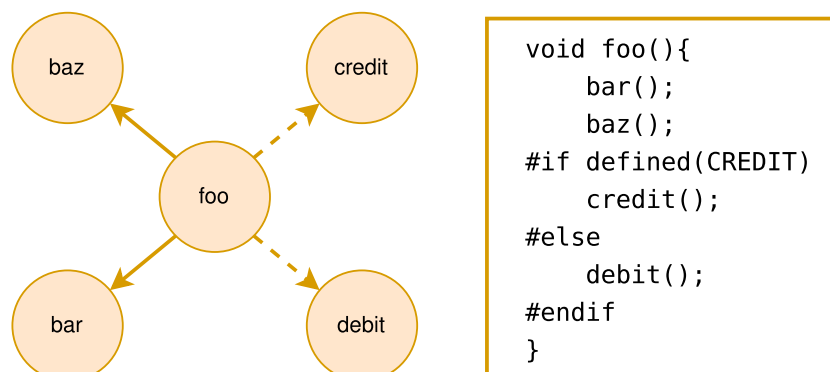 baz
credit
foo
bar
debit
void foo(){
    bar();
    baz();
#if defined(CREDIT)
    credit();
#else
    debit();
#endif
}